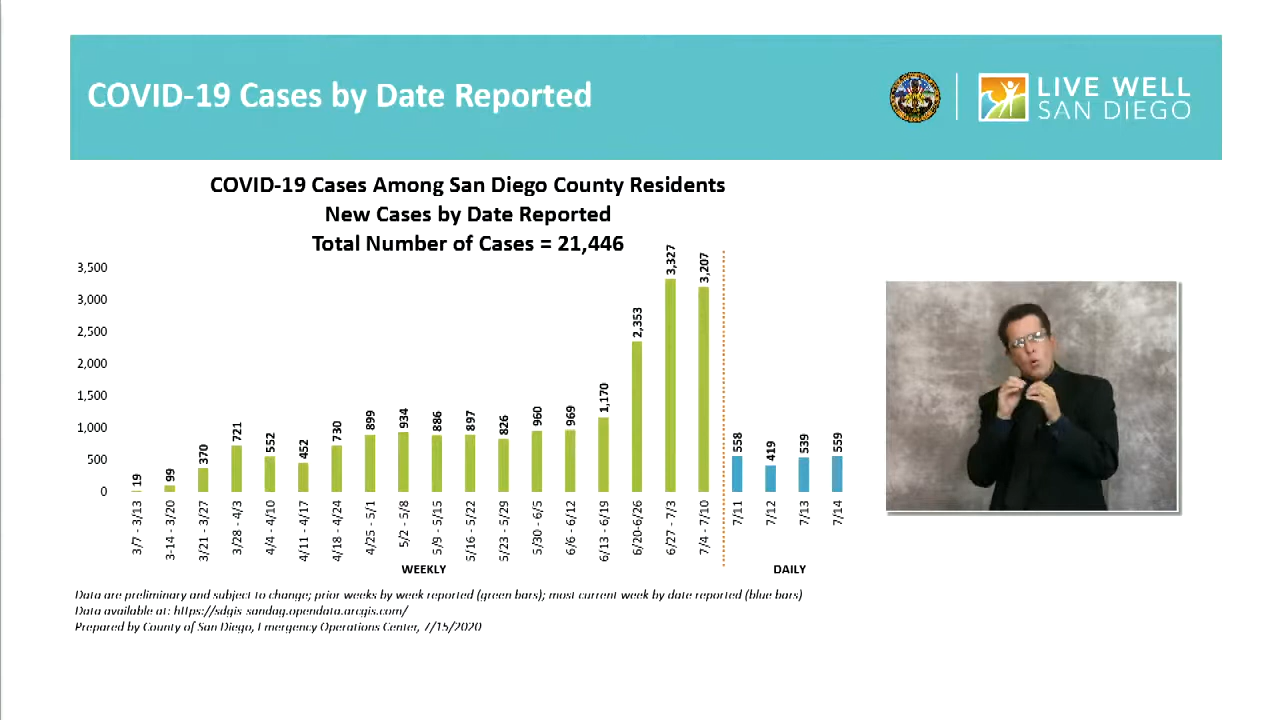 COVID-19 Cases by Date Reported
LIVE WELL
SAN DIEGO
COVID-19 Cases Among San Diego County Residents
New Cases by Date Reported
Total Number of Cases = 21,446
3,500
3,000
2,500
2,000
1,500
1,000
500
0
19
99
370
721
552
452
730
899
934
886
897
826
960
969
1,170
2,353
3,327
3,207
558
419
539
559
3/7 - 3/13
3-14 - 3/20
3/21 - 3/27
3/28 - 4/3
4/4 - 4/10
4/11 - 4/17
4/18 - 4/24
4/25 - 5/1
5/2 - 5/8
5/9 - 5/15
5/16 - 5/22
5/23 - 5/29
5/30 - 6/5
6/6 - 6/12
6/13 - 6/19
6/20-6/26
6/27 - 7/3
7/4 - 7/10
7/11
7/12
7/13
7/14
WEEKLY
DAILY
Data are preliminary and subject to change; prior weeks by week reported (green bars); most current week by date reported (blue bars)
Data available at: https://sdgis-sandag.opendata.arcgis.com/
Prepared by County of San Diego, Emergency Operations Center, 7/15/2020